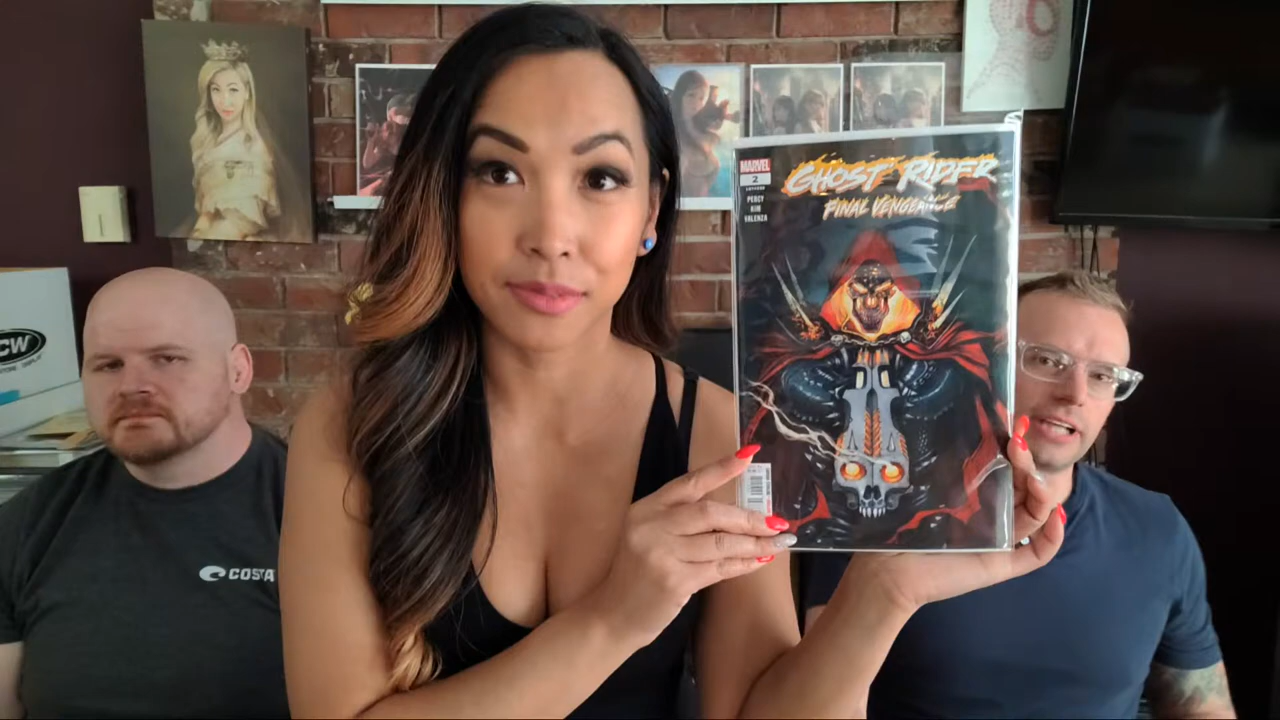 MARVEL
2
GHOST RIDER
FINAL VENGEANCE
PERCY
KIM
VALENZA
CW
COSTA